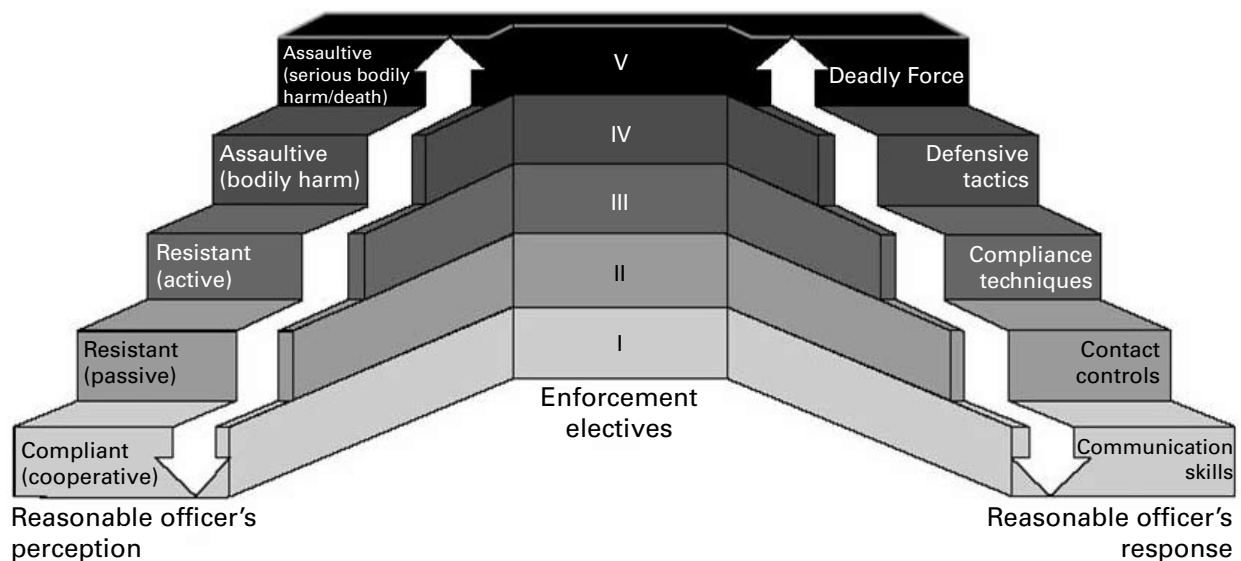 Assaultive
(serious bodily
harm/death)
V
Deadly Force
Assaultive
(bodily harm)
IV
Defensive
tactics
Resistant
(active)
III
Compliance
techniques
Resistant
(passive)
II
Contact
controls
Compliant
(cooperative)
I
Communication
skills
Enforcement
electives
Reasonable officer’s
perception
Reasonable officer’s
response